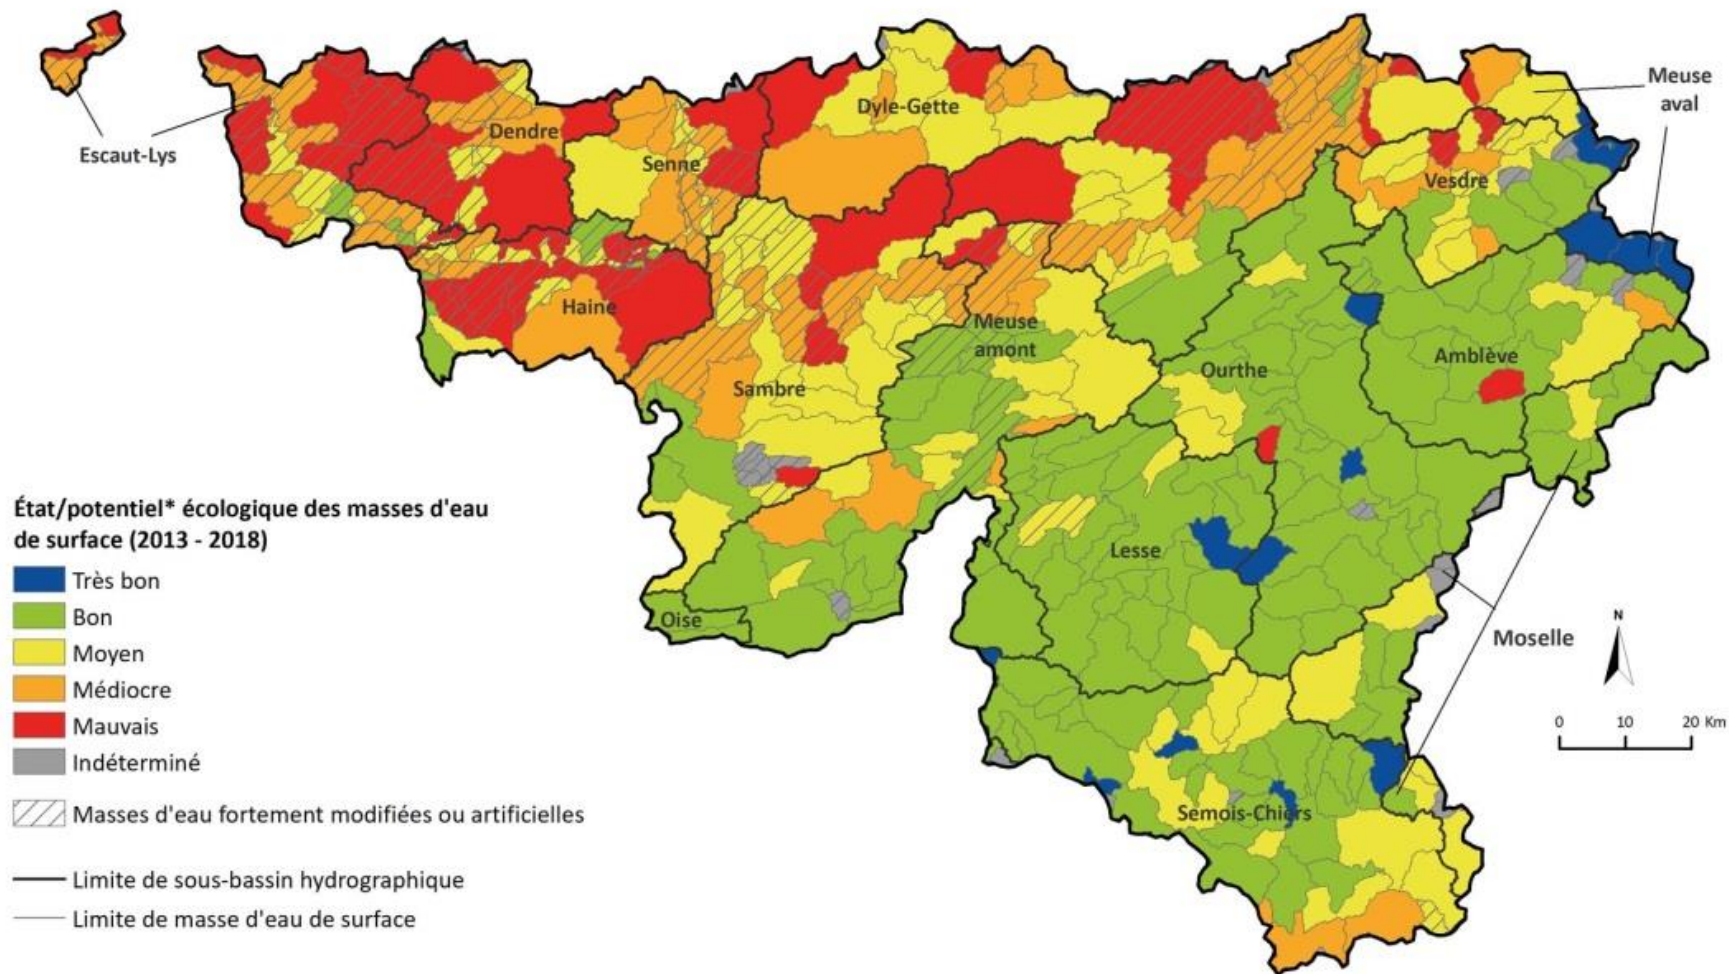 Escaut-Lys
Dendre
Senne
Dyle-Gette
Meuse
aval
Vesdre
Haine
Meuse
amont
Sambre
Ourthe
Amblève
Lesse
Oise
Moselle
Semois-Chiers
État/potentiel* écologique des masses d'eau
de surface (2013 - 2018)
Très bon
Bon
Moyen
Médiocre
Mauvais
Indéterminé
Masses d'eau fortement modifiées ou artificielles
Limite de sous-bassin hydrographique
Limite de masse d'eau de surface
N
0 10 20 Km